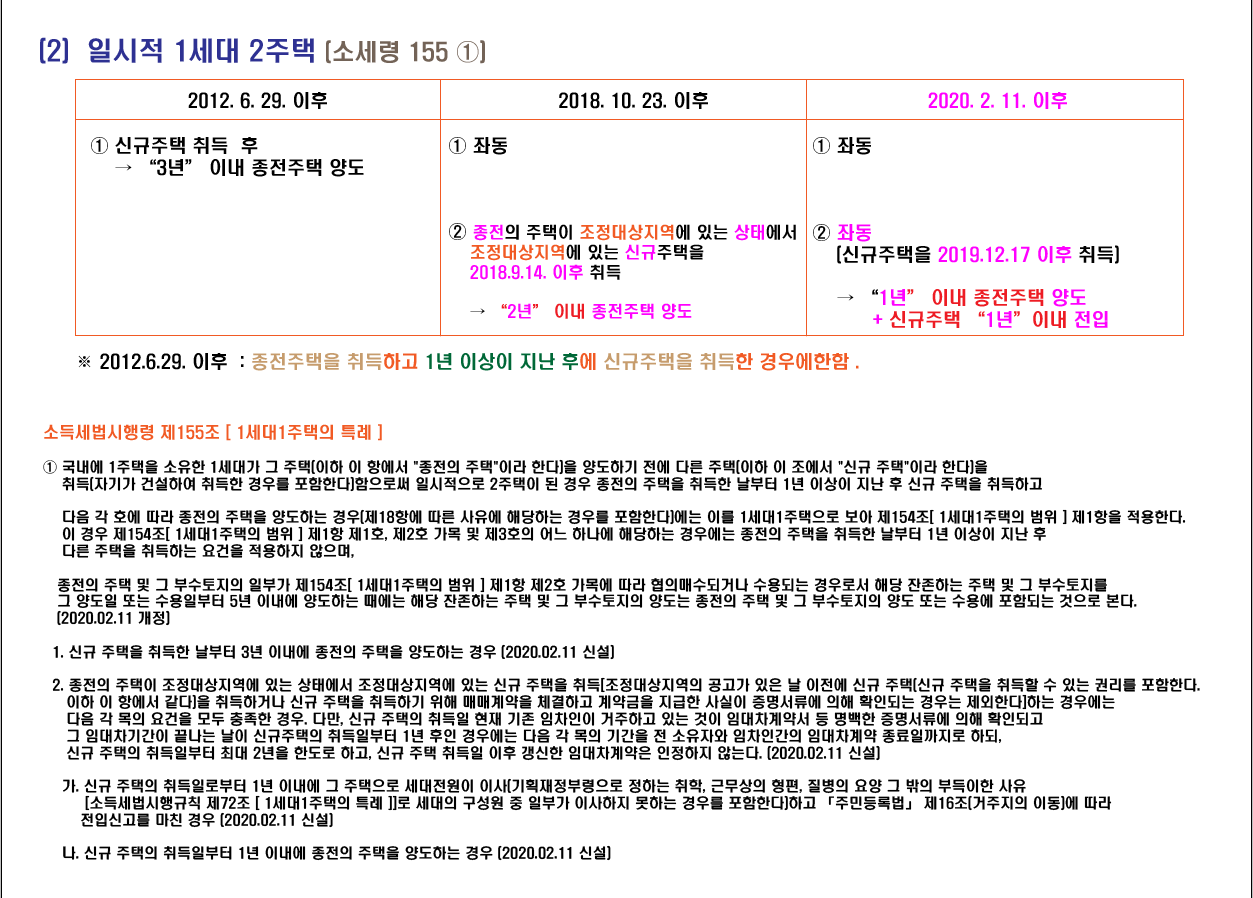 (2) 일시적 1세대 2주택 (소세령 155 ①)
2012. 6. 29. 이후
2018. 10. 23. 이후
2020. 2. 11. 이후
① 신규주택 취득 후
→ “3년” 이내 종전주택 양도
① 좌동
② 종전의 주택이 조정대상지역에 있는 상태에서
조정대상지역에 있는 신규주택을
2018.9.14. 이후 취득
→ “2년” 이내 종전주택 양도
① 좌동
② 좌동
(신규주택을 2019.12.17 이후 취득)
→ “1년” 이내 종전주택 양도
+ 신규주택 “1년” 이내 전입
※ 2012.6.29. 이후 : 종전주택을 취득하고 1년 이상이 지난 후에 신규주택을 취득한 경우에한함 .
소득세법시행령 제155조 [ 1세대1주택의 특례 ]
① 국내에 1주택을 소유한 1세대가 그 주택(이하 이 항에서 "종전의 주택"이라 한다)을 양도하기 전에 다른 주택(이하 이 조에서 "신규 주택"이라 한다)을
취득(자기가 건설하여 취득한 경우를 포함한다)함으로써 일시적으로 2주택이 된 경우 종전의 주택을 취득한 날부터 1년 이상이 지난 후 신규 주택을 취득하고
다음 각 호에 따라 종전의 주택을 양도하는 경우(제18항에 따른 사유에 해당하는 경우를 포함한다)에는 이를 1세대1주택으로 보아 제154조[ 1세대1주택의 범위 ] 제1항을 적용한다.
이 경우 제154조[ 1세대1주택의 범위 ] 제1항 제1호, 제2호 가목 및 제3호의 어느 하나에 해당하는 경우에는 종전의 주택을 취득한 날부터 1년 이상이 지난 후
다른 주택을 취득하는 요건을 적용하지 않으며,
종전의 주택 및 그 부수토지의 일부가 제154조[ 1세대1주택의 범위 ] 제1항 제2호 가목에 따라 협의매수되거나 수용되는 경우로서 해당 잔존하는 주택 및 그 부수토지를
그 양도일 또는 수용일부터 5년 이내에 양도하는 때에는 해당 잔존하는 주택 및 그 부수토지의 양도는 종전의 주택 및 그 부수토지의 양도 또는 수용에 포함되는 것으로 본다.
(2020.02.11 개정)
1. 신규 주택을 취득한 날부터 3년 이내에 종전의 주택을 양도하는 경우 (2020.02.11 신설)
2. 종전의 주택이 조정대상지역에 있는 상태에서 조정대상지역에 있는 신규 주택을 취득[조정대상지역의 공고가 있은 날 이전에 신규 주택(신규 주택을 취득할 수 있는 권리를 포함한다.
이하 이 항에서 같다)을 취득하거나 신규 주택을 취득하기 위해 매매계약을 체결하고 계약금을 지급한 사실이 증명서류에 의해 확인되는 경우는 제외한다]하는 경우에는
다음 각 목의 요건을 모두 충족한 경우. 다만, 신규 주택의 취득일 현재 기존 임차인이 거주하고 있는 것이 임대차계약서 등 명백한 증명서류에 의해 확인되고
그 임대차기간이 끝나는 날이 신규주택의 취득일부터 1년 후인 경우에는 다음 각 목의 기간을 전 소유자와 임차인간의 임대차계약 종료일까지로 하되,
신규 주택의 취득일부터 최대 2년을 한도로 하고, 신규 주택 취득일 이후 갱신한 임대차계약은 인정하지 않는다. (2020.02.11 신설)
가. 신규 주택의 취득일로부터 1년 이내에 그 주택으로 세대전원이 이사(기획재정부령으로 정하는 취학, 근무상의 형편, 질병의 요양 그 밖의 부득이한 사유
[소득세법시행규칙 제72조 [ 1세대1주택의 특례 ]]로 세대의 구성원 중 일부가 이사하지 못하는 경우를 포함한다)하고 「주민등록법」 제16조(거주지의 이동)에 따라
전입신고를 마친 경우 (2020.02.11 신설)
나. 신규 주택의 취득일부터 1년 이내에 종전의 주택을 양도하는 경우 (2020.02.11 신설)